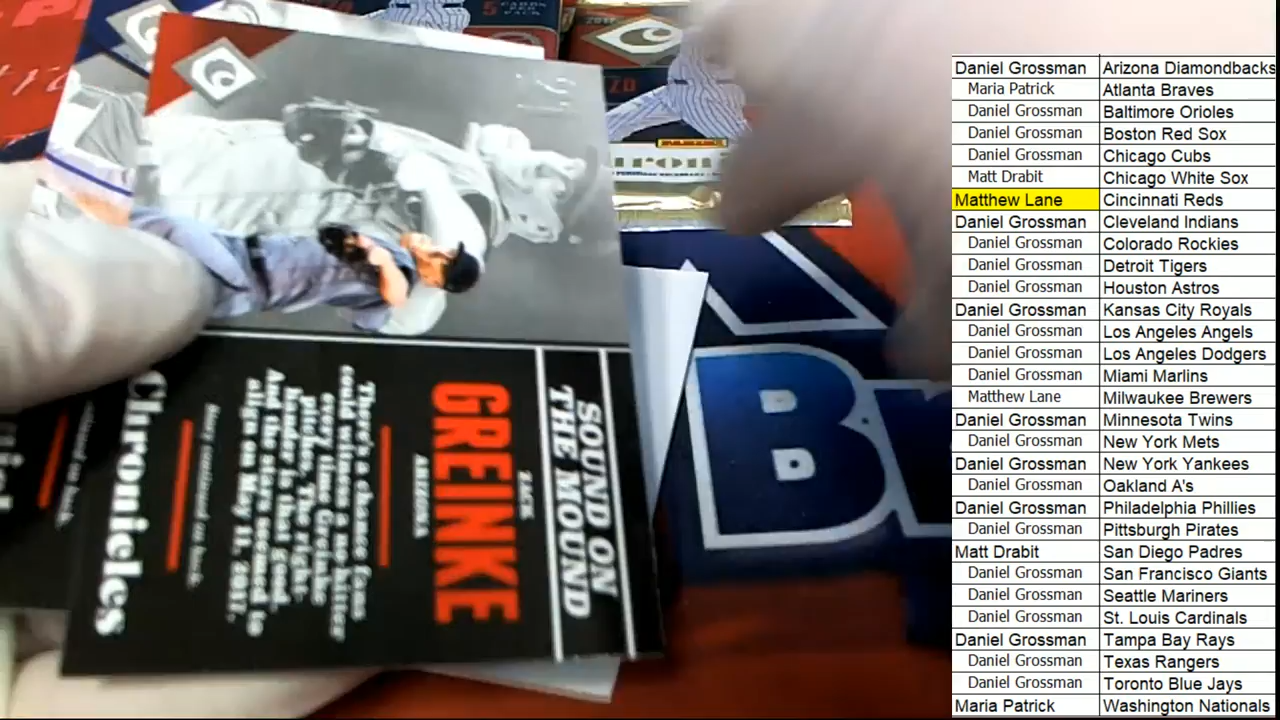 5 CARDS
PER
PACK
2017
SOUND ON
THE MOUND
ZACK
GREINKE
ARIZONA
There's a chance fans
could witness a no-hitter
every time Greinke
pitches. The right-
hander is that good.
And the stars seemed to
align on May 11, 2017.
Story continued on back
Chronicles
PANINI
Br
Daniel Grossman Arizona Diamondbacks
Maria Patrick Atlanta Braves
Daniel Grossman Baltimore Orioles
Daniel Grossman Boston Red Sox
Daniel Grossman Chicago Cubs
Matt Drabit Chicago White Sox
Matthew Lane Cincinnati Reds
Daniel Grossman Cleveland Indians
Daniel Grossman Colorado Rockies
Daniel Grossman Detroit Tigers
Daniel Grossman Houston Astros
Daniel Grossman Kansas City Royals
Daniel Grossman Los Angeles Angels
Daniel Grossman Los Angeles Dodgers
Daniel Grossman Miami Marlins
Matthew Lane Milwaukee Brewers
Daniel Grossman Minnesota Twins
Daniel Grossman New York Mets
Daniel Grossman New York Yankees
Daniel Grossman Oakland A's
Daniel Grossman Philadelphia Phillies
Daniel Grossman Pittsburgh Pirates
Matt Drabit San Diego Padres
Daniel Grossman San Francisco Giants
Daniel Grossman Seattle Mariners
Daniel Grossman St. Louis Cardinals
Daniel Grossman Tampa Bay Rays
Daniel Grossman Texas Rangers
Daniel Grossman Toronto Blue Jays
Maria Patrick Washington Nationals